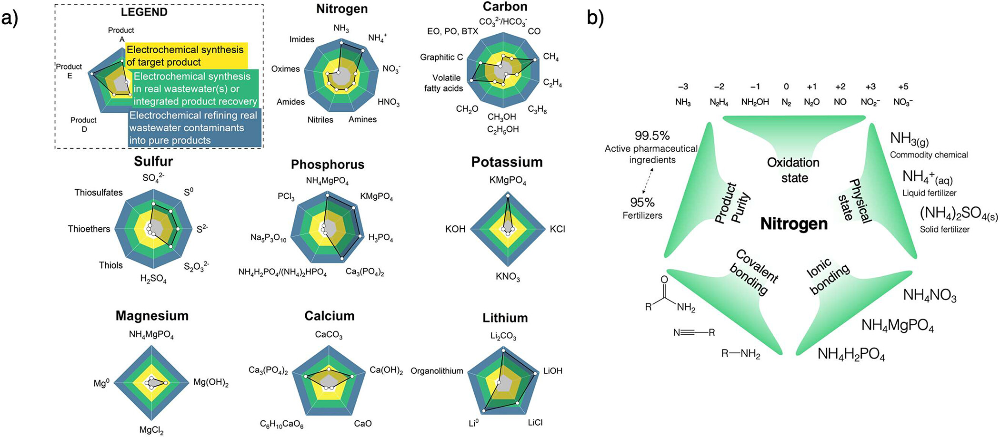 a)
LEGEND
Product
A
Product
E
Product
D
Electrochemical synthesis
of target product
Electrochemical synthesis
in real wastewater(s) or
integrated product recovery
Electrochemical refining real
wastewater contaminants
into pure products
Nitrogen
NH₃
NH₄⁺
NO₃⁻
HNO₃
Amines
Nitriles
Amides
Oximes
Imides
Carbon
CO₃²⁻/HCO₃⁻
CO
CH₄
C₂H₄
C₃H₆
CH₃OH
C₂H₅OH
CH₂O
Volatile
fatty acids
Graphitic C
EO, PO, BTX
Sulfur
SO₄²⁻
S⁰
S²⁻
S₂O₃²⁻
H₂SO₄
Thiols
Thioethers
Thiosulfates
Phosphorus
NH₄MgPO₄
KMgPO₄
H₃PO₄
Ca₃(PO₄)₂
NH₄H₂PO₄/(NH₄)₂HPO₄
Na₅P₃O₁₀
PCl₃
Potassium
KMgPO₄
KCl
KNO₃
KOH
Magnesium
NH₄MgPO₄
Mg(OH)₂
MgCl₂
Mg⁰
Calcium
CaCO₃
Ca(OH)₂
CaO
C₆H₁₀CaO₆
Ca₃(PO₄)₂
Lithium
Li₂CO₃
LiOH
LiCl
Li⁰
Organolithium
b)
−3 −2 −1 0 +1 +2 +3 +5
NH₃ N₂H₄ NH₂OH N₂ N₂O NO NO₂⁻ NO₃⁻
Oxidation
state
99.5%
Active pharmaceutical
ingredients
95%
Fertilizers
Product
Purity
Physical
state
NH₃(g)
Commodity chemical
NH₄⁺(aq)
Liquid fertilizer
(NH₄)₂SO₄(s)
Solid fertilizer
Nitrogen
Covalent
bonding
Ionic
bonding
O
R NH₂
N≡—R
R—NH₂
NH₄NO₃
NH₄MgPO₄
NH₄H₂PO₄